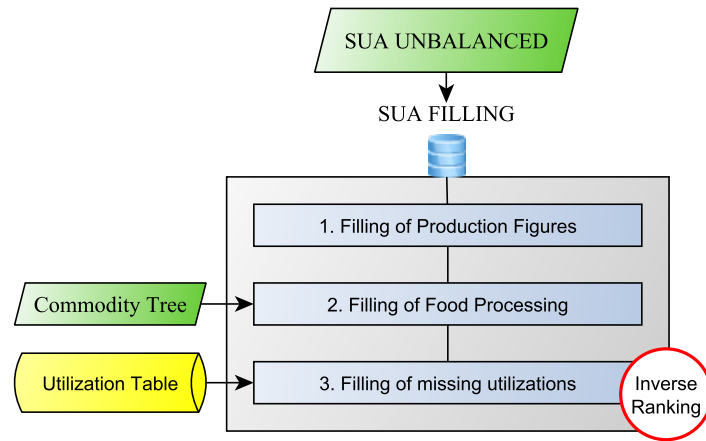 SUA UNBALANCED
SUA FILLING
1. Filling of Production Figures
Commodity Tree
2. Filling of Food Processing
Utilization Table
3. Filling of missing utilizations
Inverse
Ranking